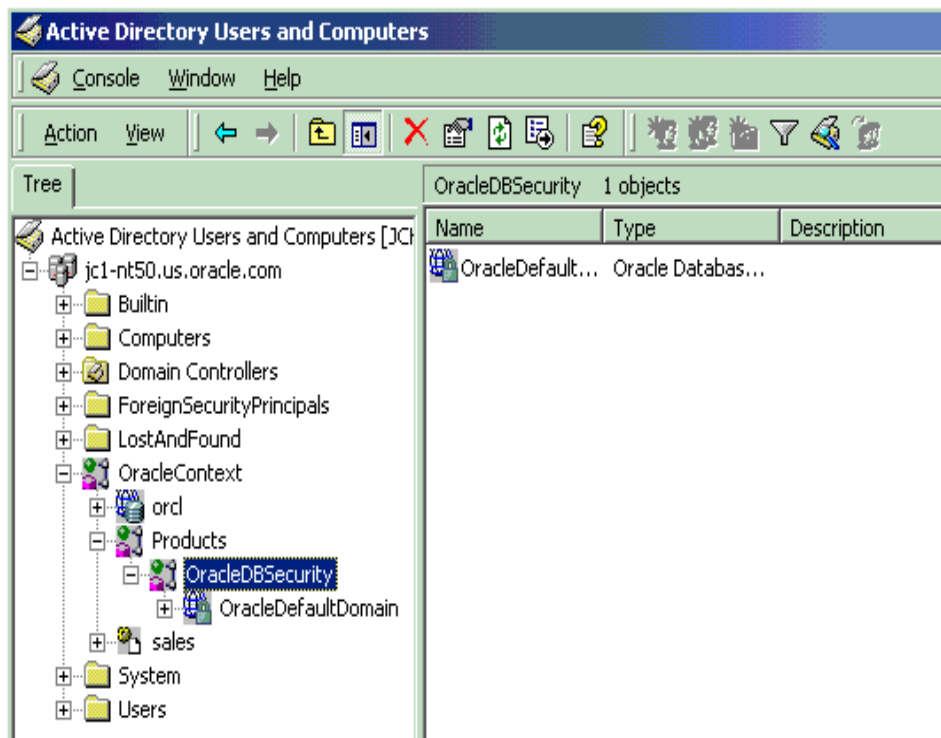 Active Directory Users and Computers
Console Window Help
Action View
Tree
OracleDBSecurity 1 objects
Name Type Description
Active Directory Users and Computers [JC
OracleDefault... Oracle Databas...
jc1-nt50.us.oracle.com
Builtin
Computers
Domain Controllers
ForeignSecurityPrincipals
LostAndFound
OracleContext
orcl
Products
OracleDBSecurity
OracleDefaultDomain
sales
System
Users